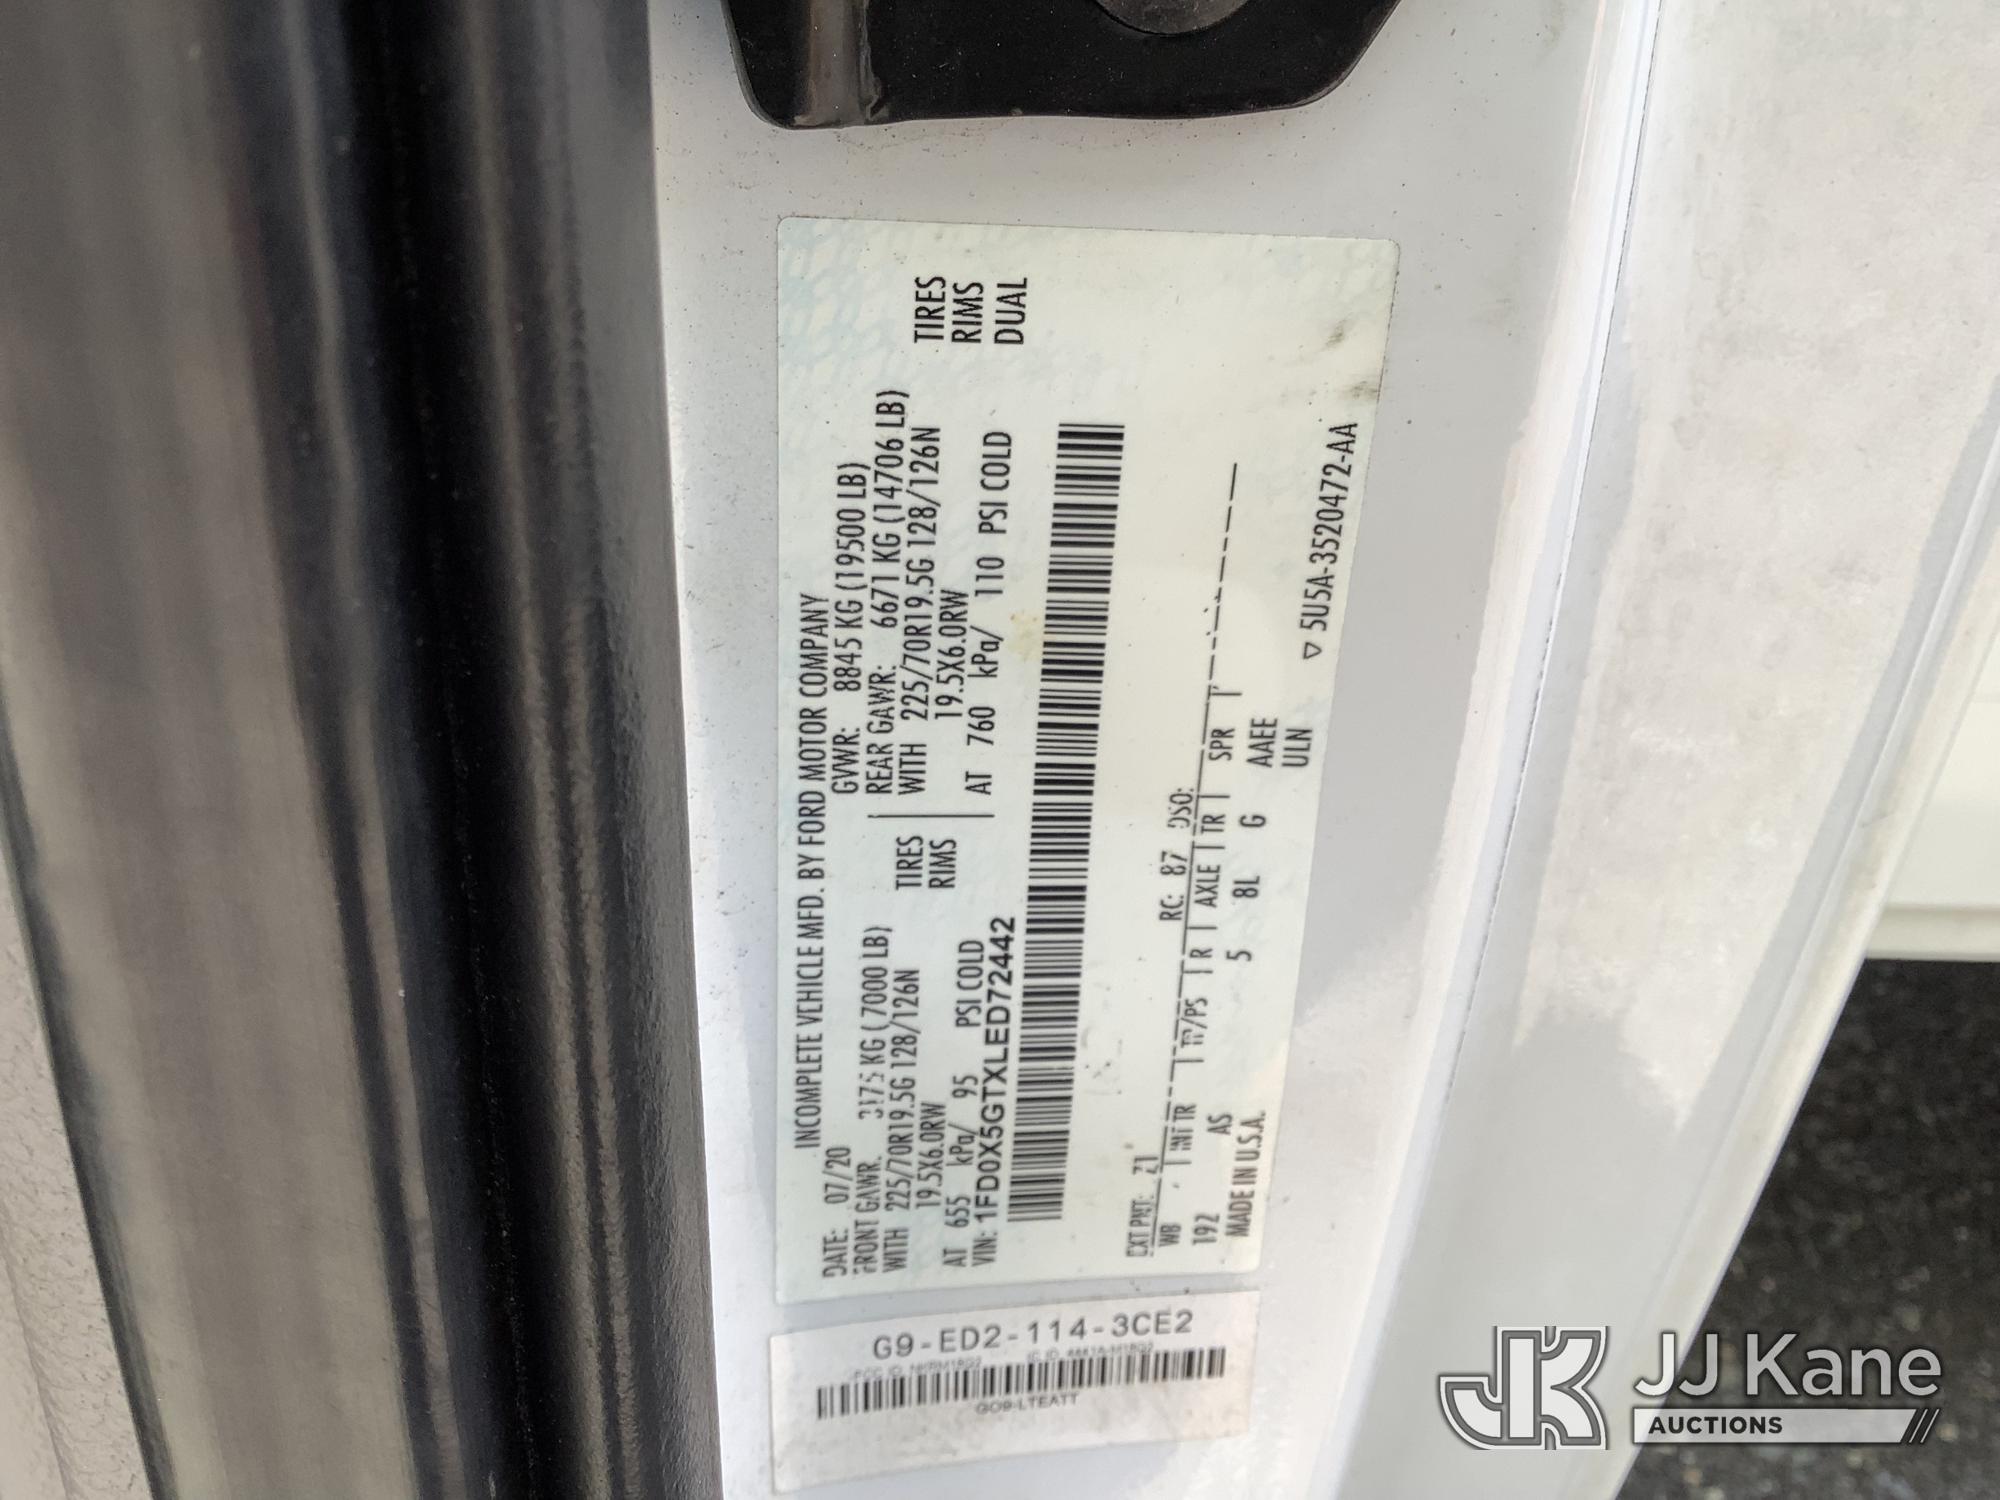 INCOMPLETE VEHICLE MFD. BY FORD MOTOR COMPANY
DATE: 07/20 GVWR: 8845 KG (19500 LB)
FRONT GAWR: 3175 KG (7000 LB) REAR GAWR: 6671 KG (14706 LB)
WITH 225/70R19.5G 128/126N TIRES WITH 225/70R19.5G 128/126N TIRES
19.5X6.0RW RIMS 19.5X6.0RW RIMS
AT 655 kPa/ 95 PSI COLD AT 760 kPa/ 110 PSI COLD DUAL
VIN: 1FD0X5GTXLED72442
EXT PNT: Z1 RC: 87 DSO:
WB INT TR TP/PS R AXLE TR SPR
192 AS 5 8L G AAEE
MADE IN U.S.A. ULN
▽ 5U5A-3520472-AA
G9-ED2-114-3CE2
GO9-LTEATT
JK JJ Kane
AUCTIONS